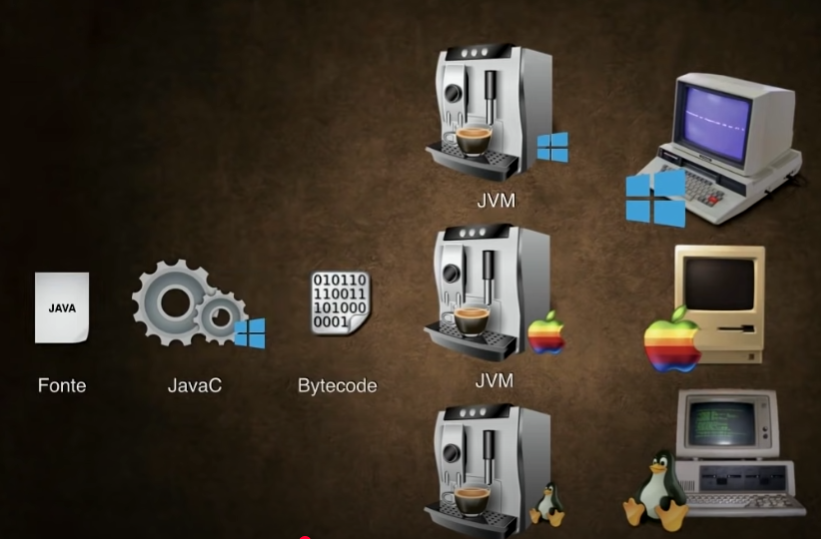 JVM
JAVA
010110
110011
101000
0001
Fonte
JavaC
Bytecode
JVM